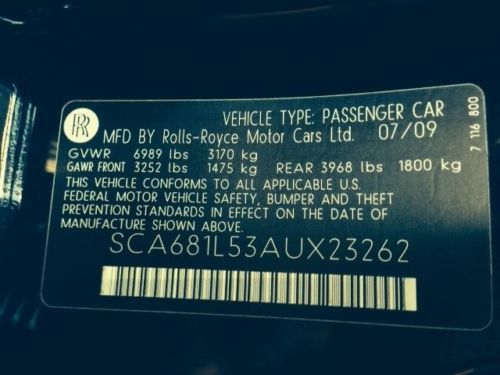 RR
VEHICLE TYPE: PASSENGER CAR
MFD BY Rolls-Royce Motor Cars Ltd. 07/09
GVWR 6989 lbs 3170 kg
GAWR FRONT 3252 lbs 1475 kg REAR 3968 lbs 1800 kg
THIS VEHICLE CONFORMS TO ALL APPLICABLE U.S.
FEDERAL MOTOR VEHICLE SAFETY, BUMPER AND THEFT
PREVENTION STANDARDS IN EFFECT ON THE DATE OF
MANUFACTURE SHOWN ABOVE.
SCA681L53AUX23262
7 116 800